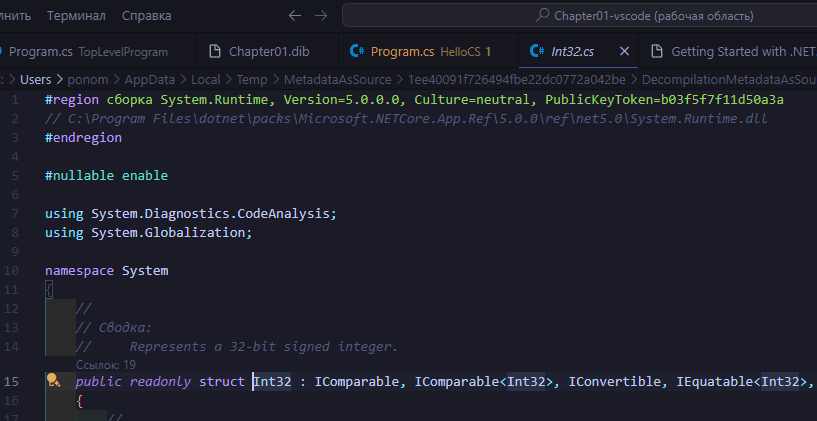 лнить Терминал Справка Chapter01-vscode (рабочая область)
Program.cs TopLevelProgram Chapter01.dib Program.cs HelloCS 1 Int32.cs Getting Started with .NET
: > Users > ponom > AppData > Local > Temp > MetadataAsSource > 1ee40091f726494fbe22dc0772a042be > DecompilationMetadataAsSou
1 #region сборка System.Runtime, Version=5.0.0.0, Culture=neutral, PublicKeyToken=b03f5f7f11d50a3a
2 // C:\Program Files\dotnet\packs\Microsoft.NETCore.App.Ref\5.0.0\ref\net5.0\System.Runtime.dll
3 #endregion
4
5 #nullable enable
6
7 using System.Diagnostics.CodeAnalysis;
8 using System.Globalization;
9
10 namespace System
11 {
12 //
13 // Сводка:
14 // Represents a 32-bit signed integer.
Ссылок: 19
15 public readonly struct Int32 : IComparable, IComparable<Int32>, IConvertible, IEquatable<Int32>,
16 {
17 //